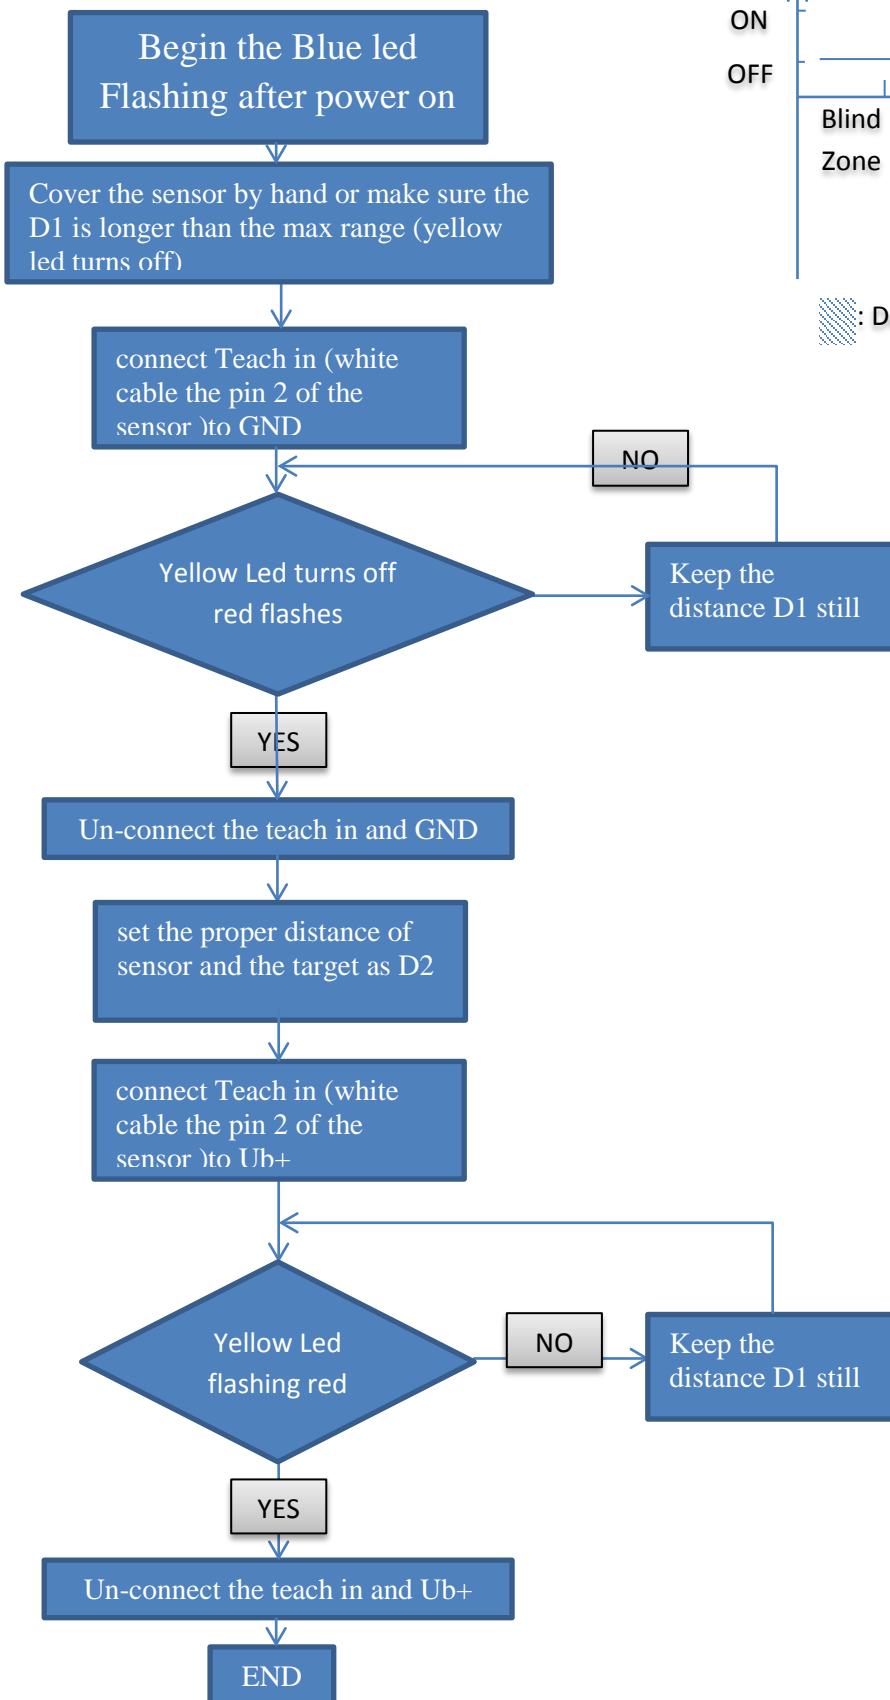 Begin the Blue led
Flashing after power on
ON
OFF
Blind
Zone
Cover the sensor by hand or make sure the
D1 is longer than the max range (yellow
led turns off)
: D
connect Teach in (white
cable the pin 2 of the
sensor )to GND
NO
Yellow Led turns off
red flashes
Keep the
distance D1 still
YES
Un-connect the teach in and GND
set the proper distance of
sensor and the target as D2
connect Teach in (white
cable the pin 2 of the
sensor )to Ub+
Yellow Led
flashing red
NO
Keep the
distance D1 still
YES
Un-connect the teach in and Ub+
END